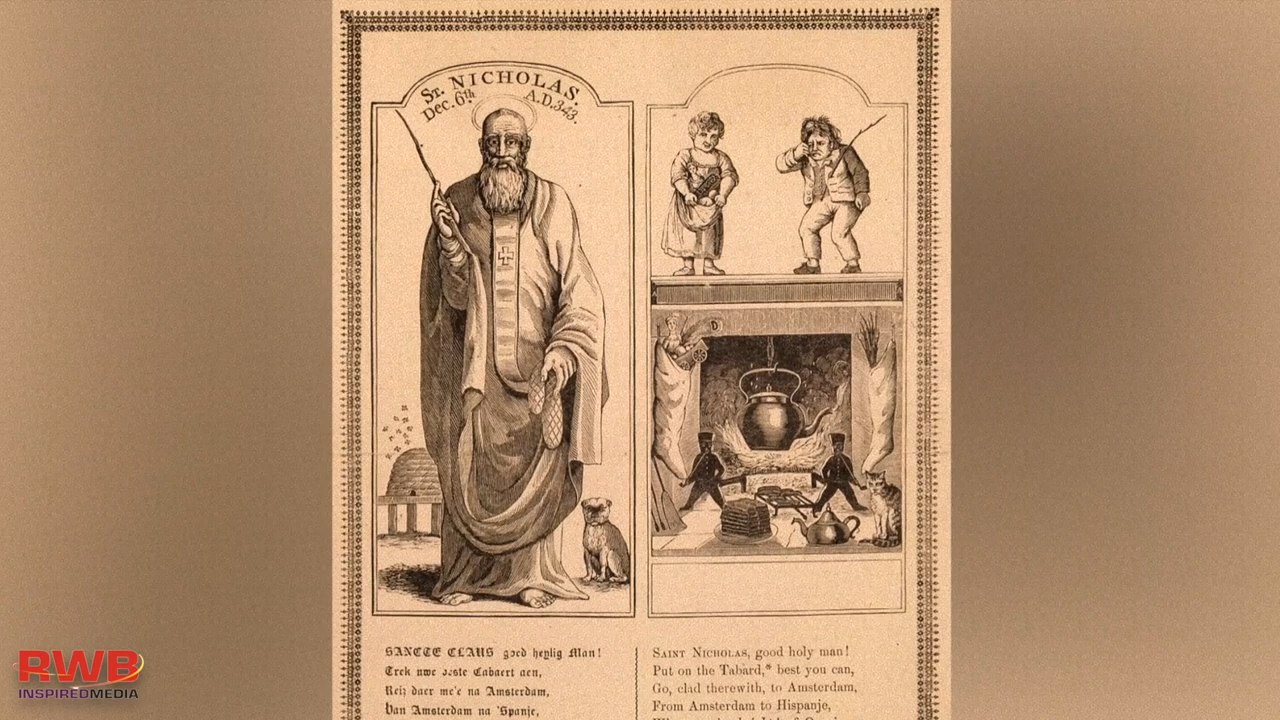 ST. NICHOLAS.
Dec. 6th A.D. 343.
SANCTE CLAUS goed heylig Man!
Trek uwe beste Tabaert aen,
Reiz daer me'e na Amsterdam,
Van Amsterdam na 'Spanje,
SAINT NICHOLAS, good holy man!
Put on the Tabard,* best you can,
Go, clad therewith, to Amsterdam,
From Amsterdam to Hispanje,
RWB
INSPIREDMEDIA